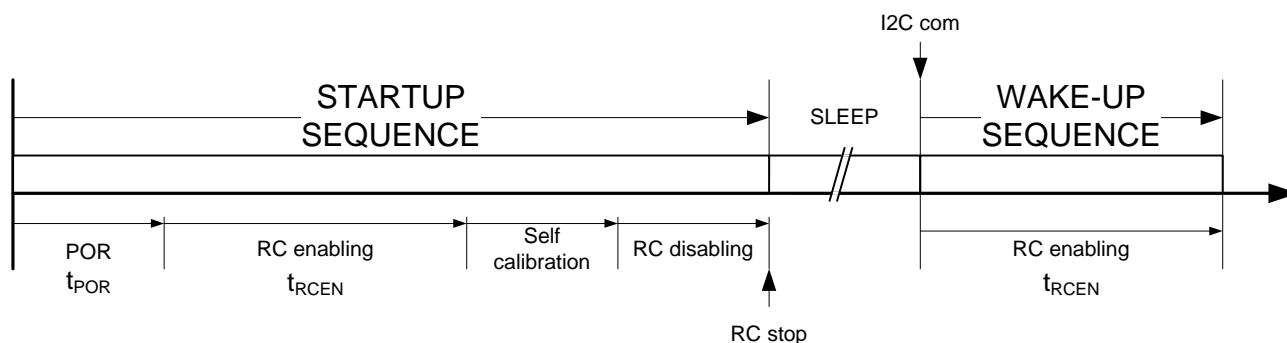 I2C com
STARTUP
SEQUENCE
SLEEP
WAKE-UP
SEQUENCE
POR
tPOR
RC enabling
tRCEN
Self
calibration
RC disabling
RC enabling
tRCEN
RC stop